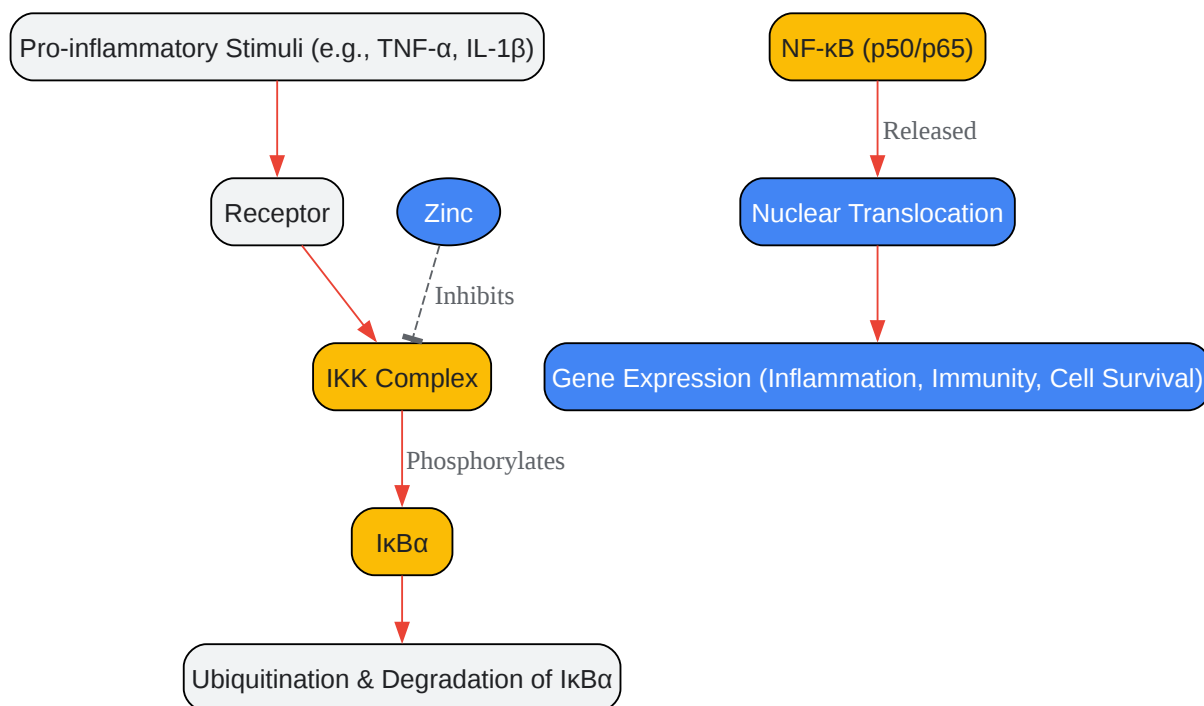 Pro-inflammatory Stimuli (e.g., TNF-α, IL-1β)
NF-κB (p50/p65)
Released
Receptor
Zinc
Nuclear Translocation
Inhibits
IKK Complex
Gene Expression (Inflammation, Immunity, Cell Survival)
Phosphorylates
IκBα
Ubiquitination & Degradation of IκBα